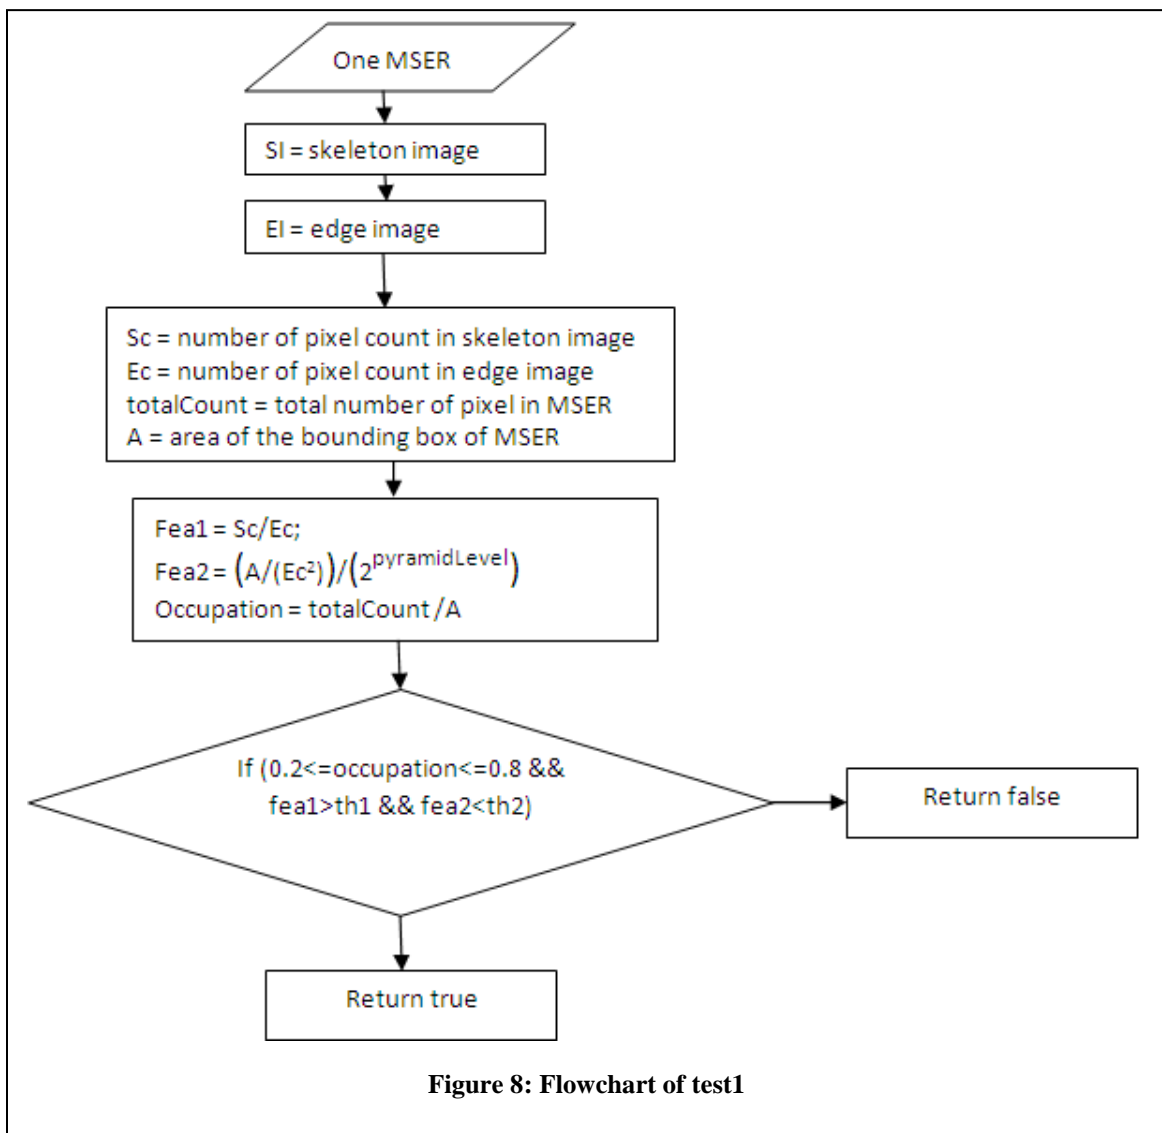 One MSER
SI = skeleton image
EI = edge image
Sc = number of pixel count in skeleton image
Ec = number of pixel count in edge image
totalCount = total number of pixel in MSER
A = area of the bounding box of MSER
Fea1 = Sc/Ec;
Fea2 = (A/(Ec²))/(2^pyramidLevel)
Occupation = totalCount /A
If (0.2<=occupation<=0.8 &&
fea1>th1 && fea2<th2)
Return false
Return true
Figure 8: Flowchart of test1